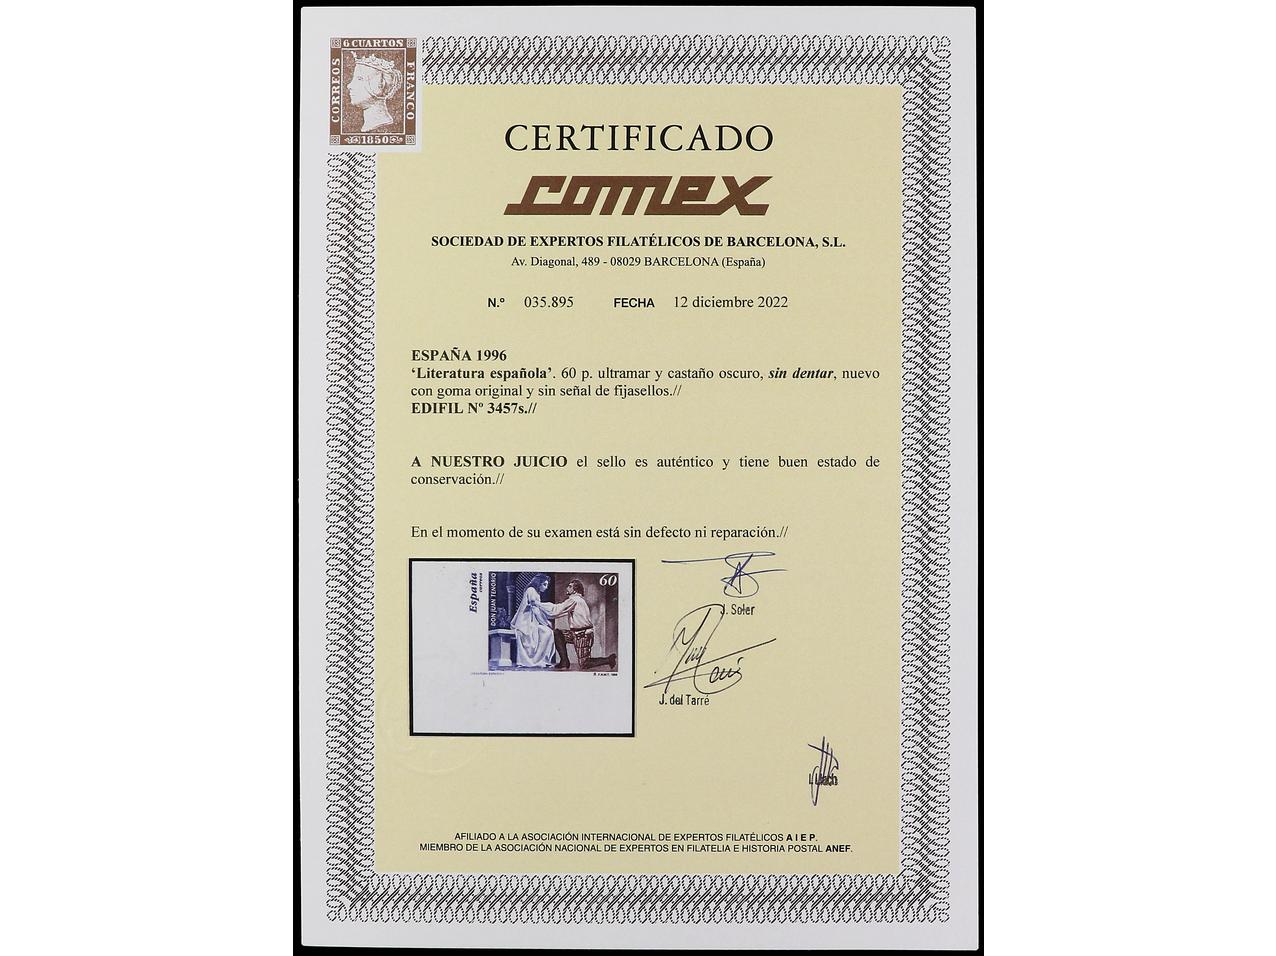 6 CUARTOS
CORREOS
FRANCO
1850
CERTIFICADO
comex
SOCIEDAD DE EXPERTOS FILATÉLICOS DE BARCELONA, S.L.
Av. Diagonal, 489 - 08029 BARCELONA (España)
N.º 035.895 FECHA 12 diciembre 2022
ESPAÑA 1996
‘Literatura española’. 60 p. ultramar y castaño oscuro, sin dentar, nuevo
con goma original y sin señal de fijasellos.//
EDIFIL Nº 3457s.//
A NUESTRO JUICIO el sello es auténtico y tiene buen estado de
conservación.//
En el momento de su examen está sin defecto ni reparación.//
España
CORREOS
DON JUAN TENORIO
60
LITERATURA ESPAÑOLA
J. Soler
J. del Tarré
AFILIADO A LA ASOCIACIÓN INTERNACIONAL DE EXPERTOS FILATÉLICOS A I E P.
MIEMBRO DE LA ASOCIACIÓN NACIONAL DE EXPERTOS EN FILATELIA E HISTORIA POSTAL ANEF.